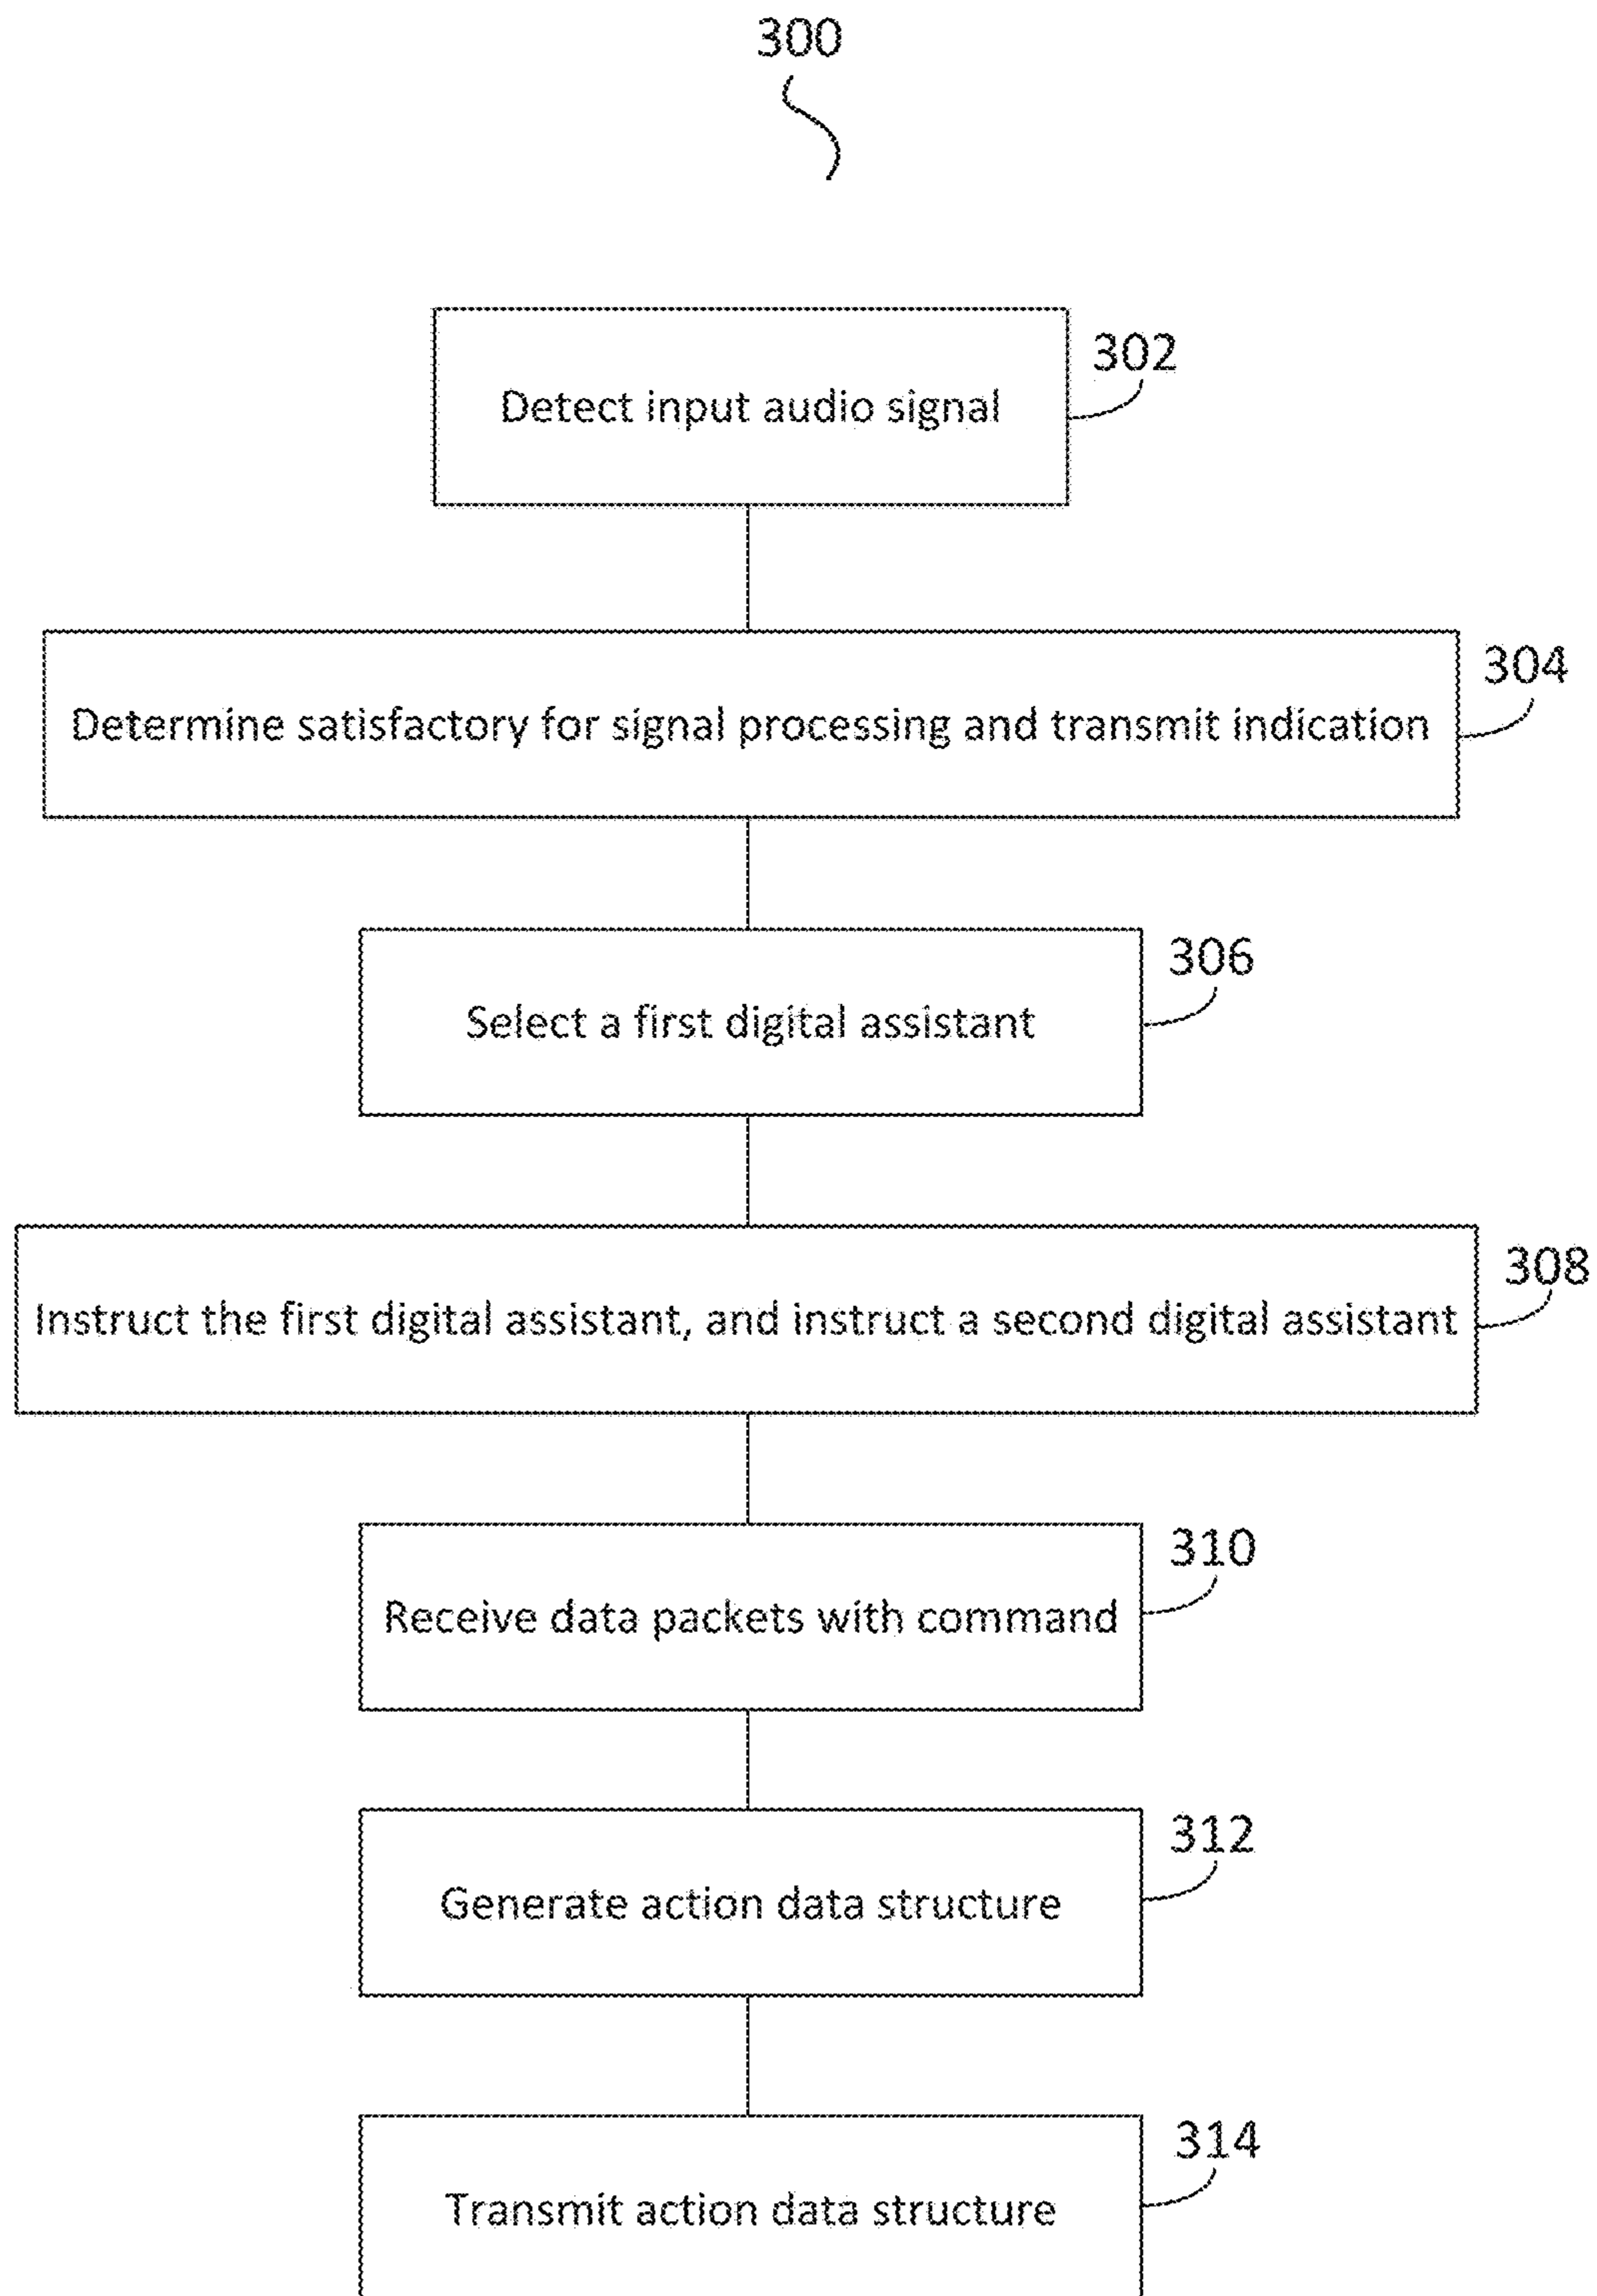 300
302
Detect input audio signal
304
Determine satisfactory for signal processing and transmit indication
306
Select a first digital assistant
308
Instruct the first digital assistant, and instruct a second digital assistant
310
Receive data packets with command
312
Generate action data structure
314
Transmit action data structure